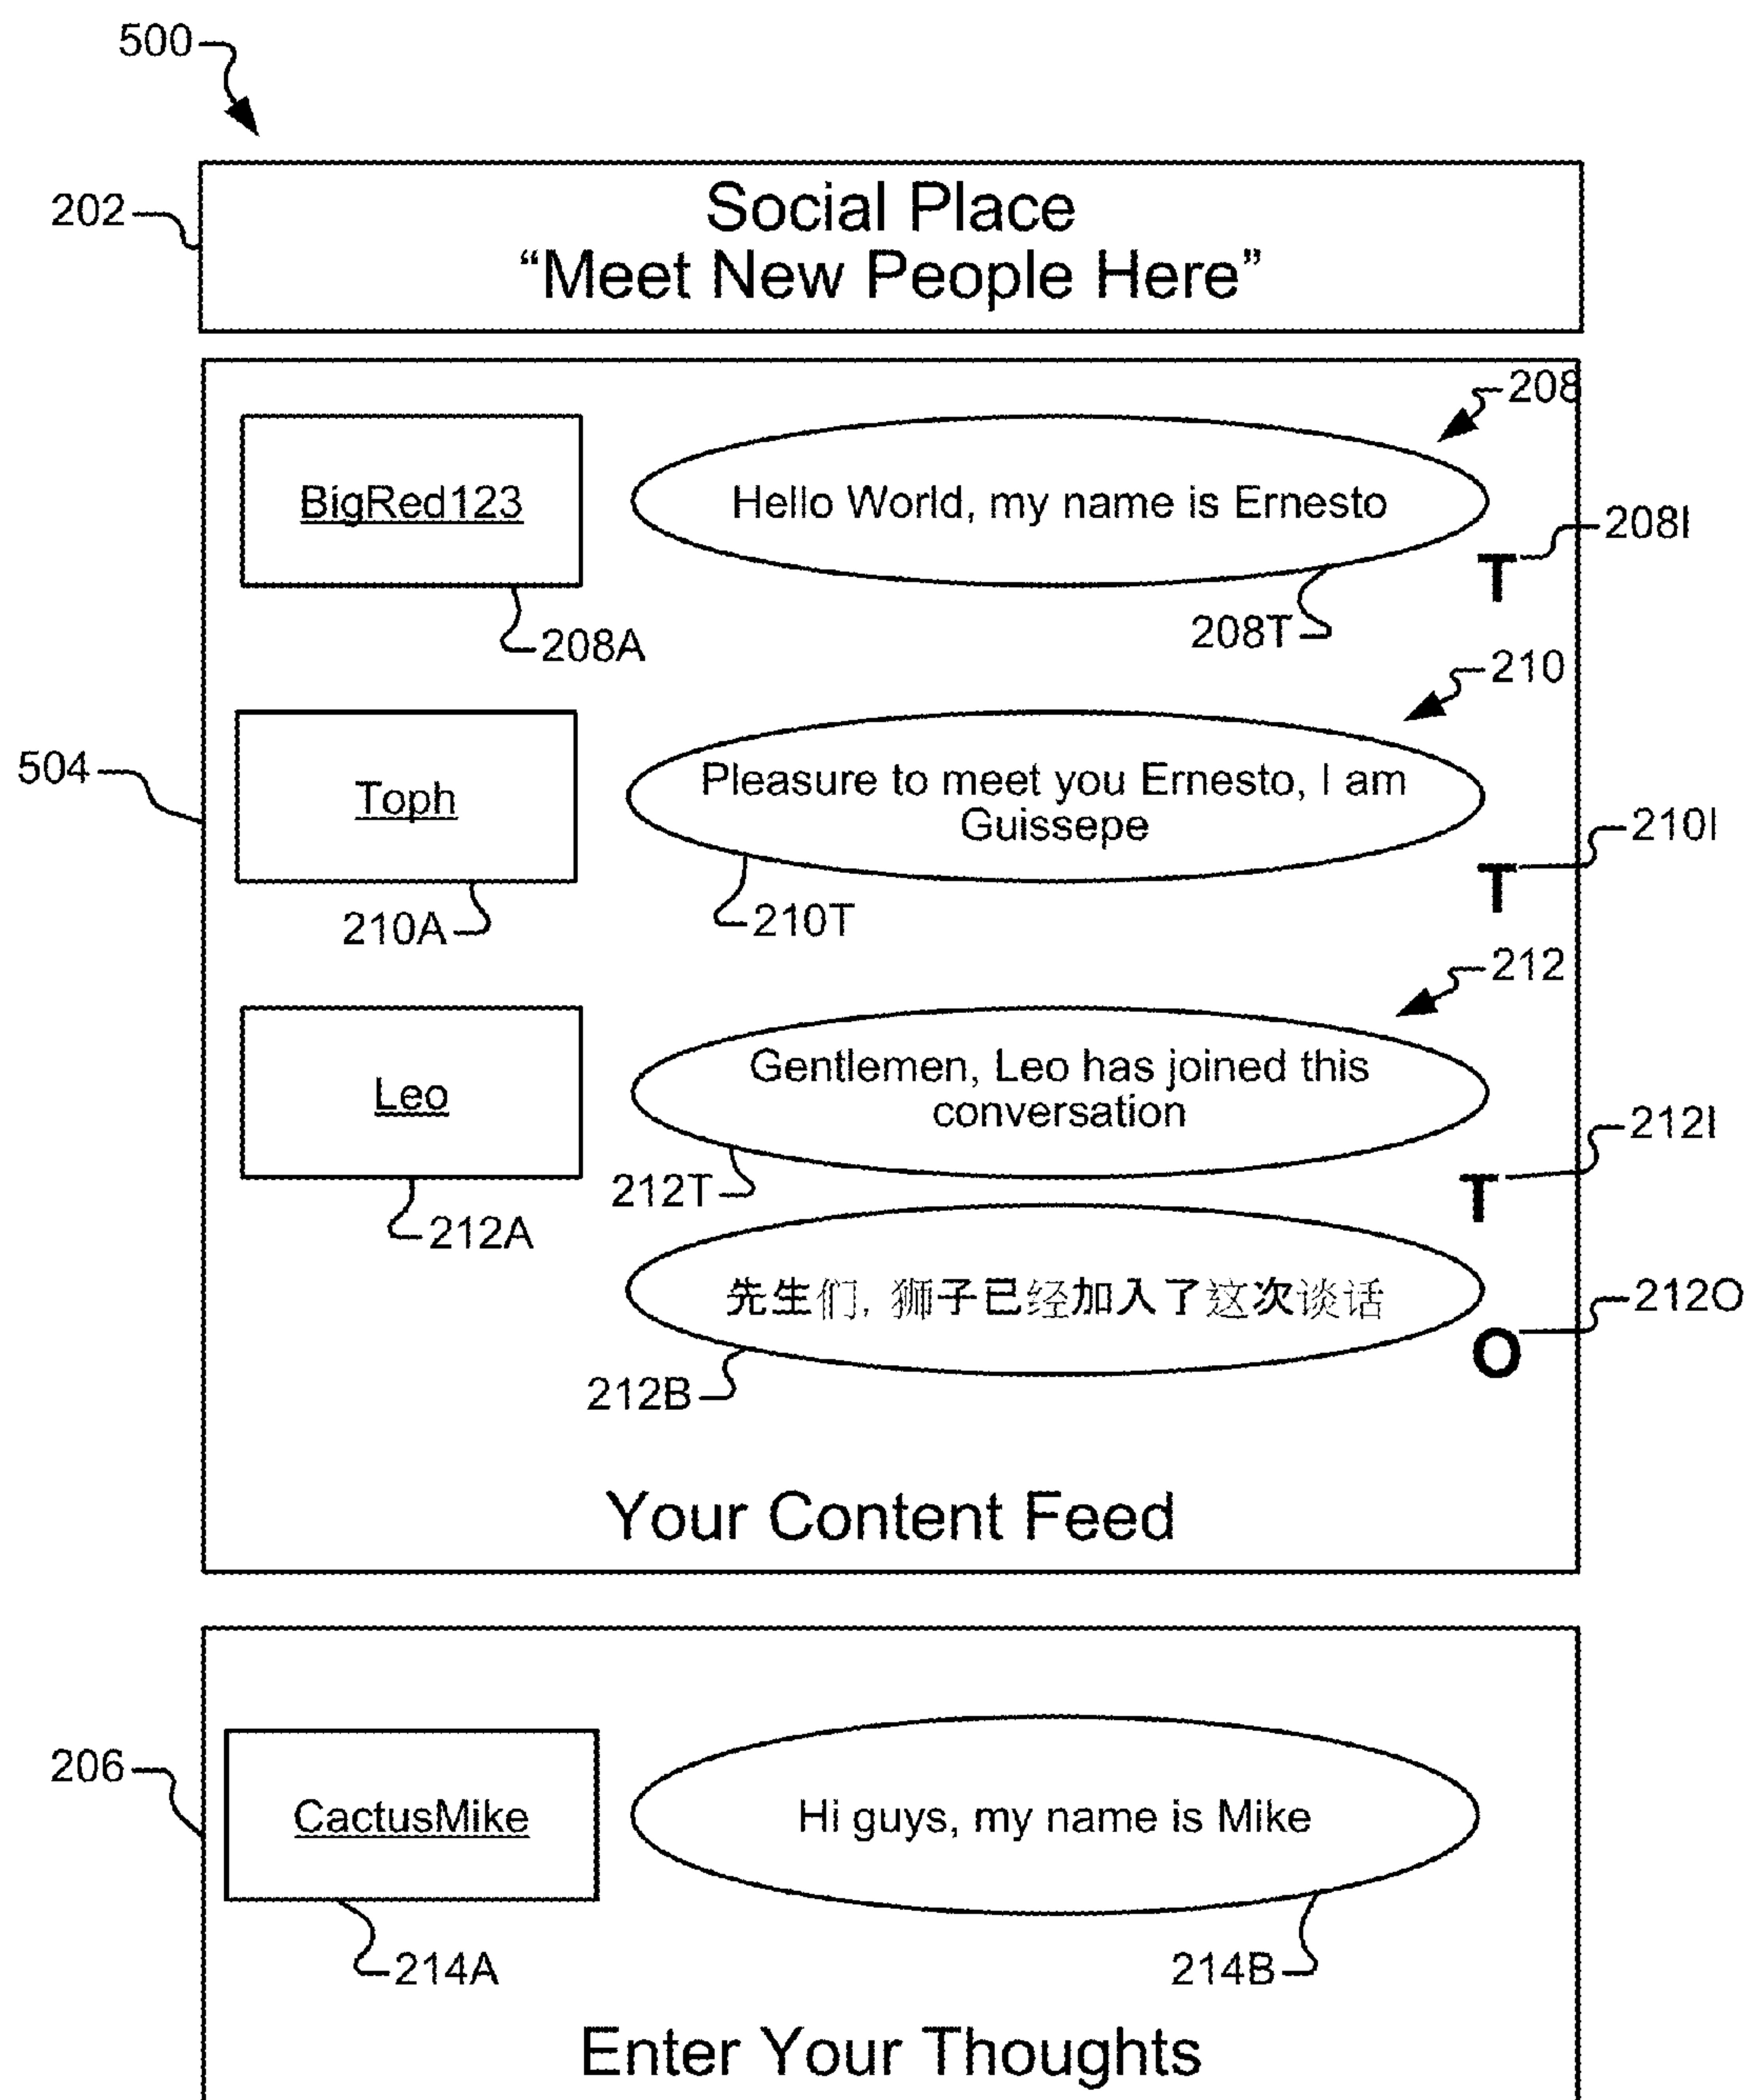 500
202
Social Place
“Meet New People Here”
208
BigRed123
Hello World, my name is Ernesto
208I
T
208A
208T
210
504
Toph
Pleasure to meet you Ernesto, I am
Guissepe
210I
T
210A
210T
212
Leo
Gentlemen, Leo has joined this
conversation
212I
T
212T
212A
先生们, 狮子已经加入了这次谈话
212O
O
212B
Your Content Feed
206
CactusMike
Hi guys, my name is Mike
214A
214B
Enter Your Thoughts